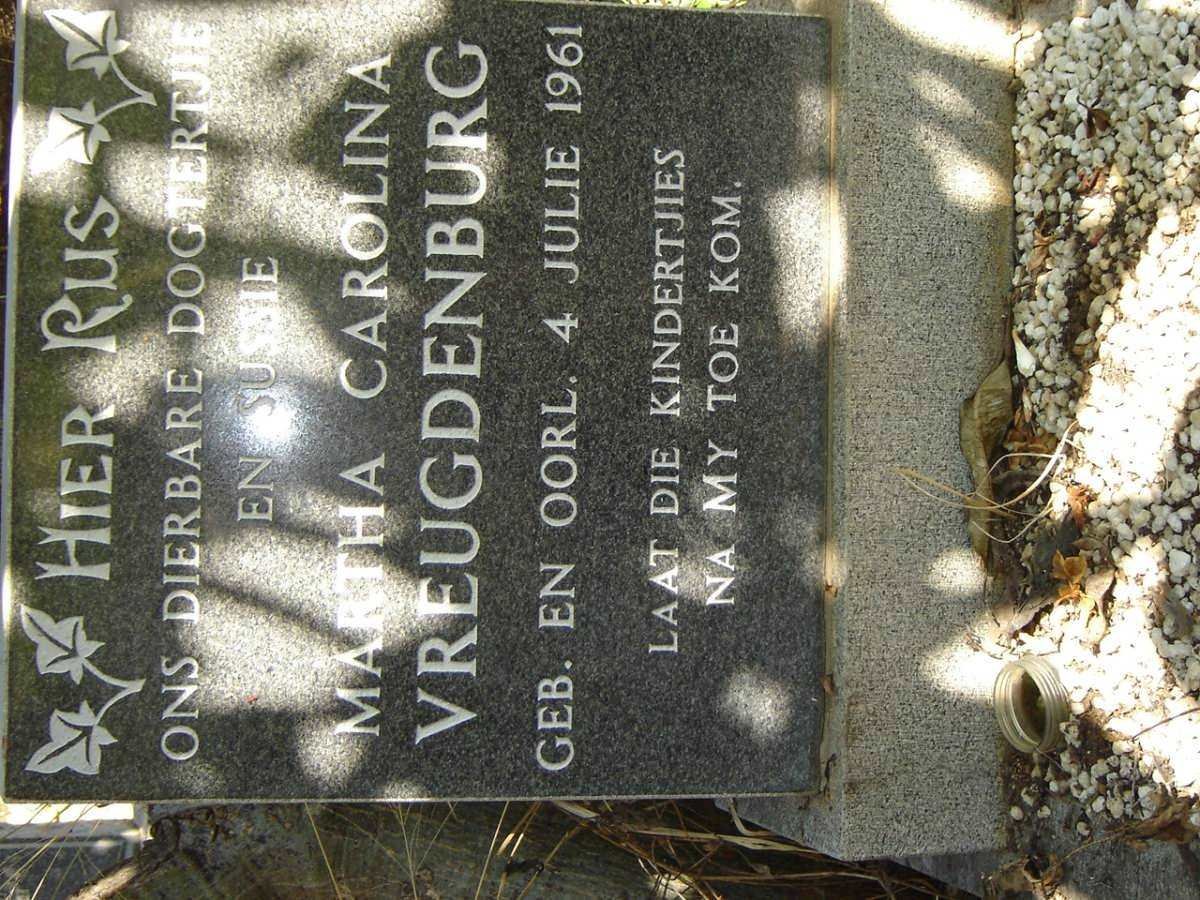 HIER RUS
ONS DIERBARE DOGTERTJIE
EN SUSIE
MARTHA CAROLINA
VREUGDENBURG
GEB. EN OORL. 4 JULIE 1961
LAAT DIE KINDERTJIES
NA MY TOE KOM.